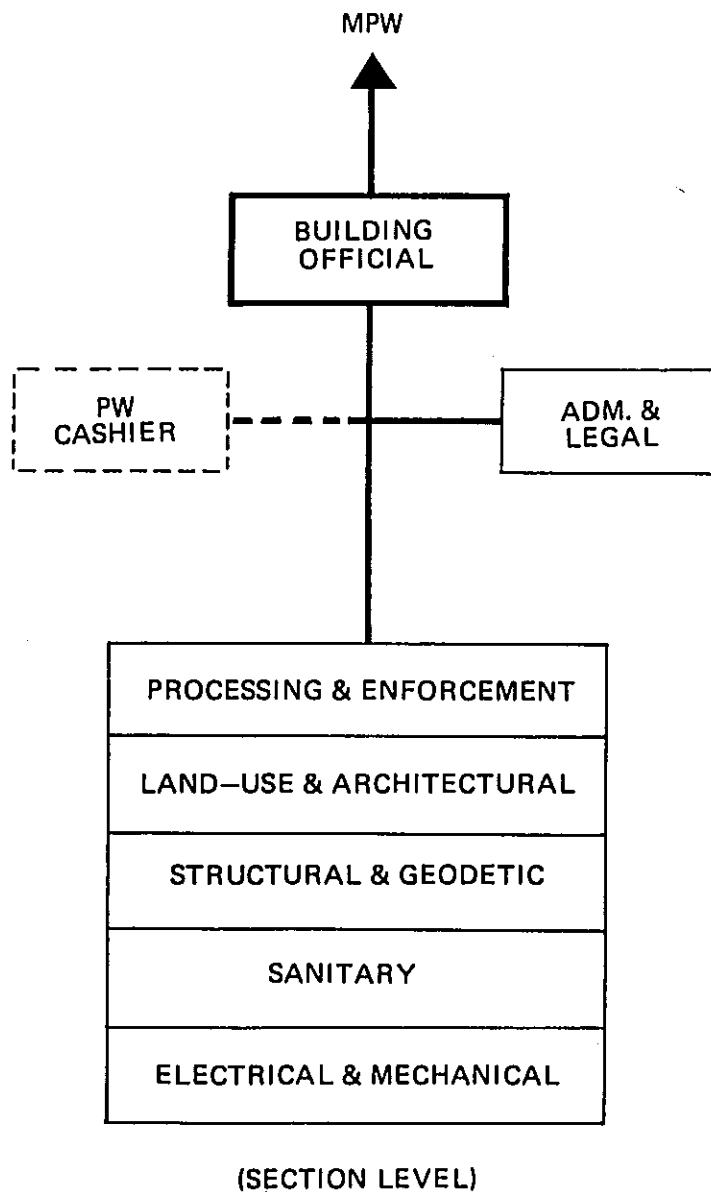 MPW
BUILDING
OFFICIAL
PW
CASHIER
ADM. &
LEGAL
PROCESSING & ENFORCEMENT
LAND–USE & ARCHITECTURAL
STRUCTURAL & GEODETIC
SANITARY
ELECTRICAL & MECHANICAL
(SECTION LEVEL)